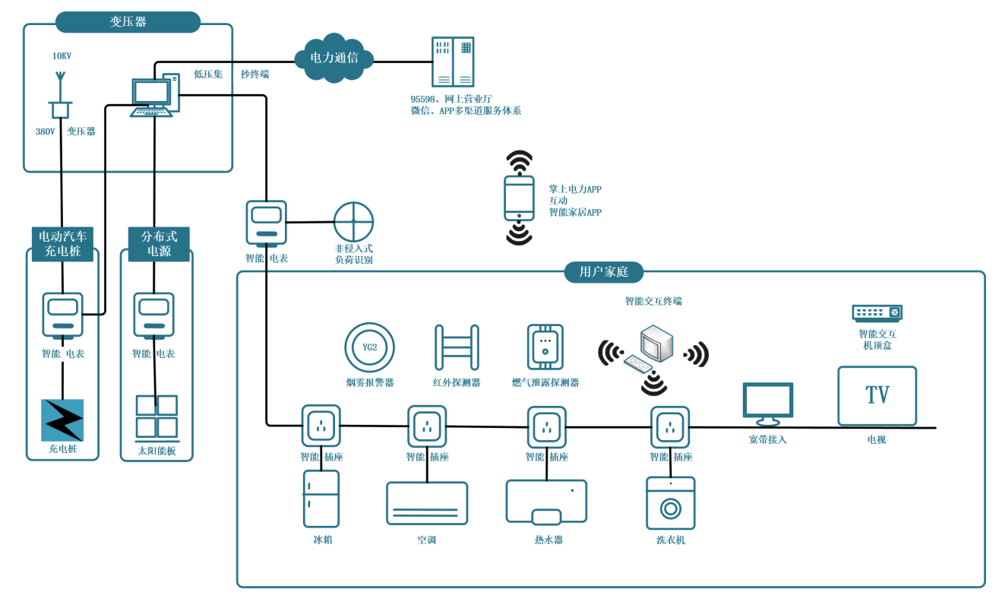 变压器
10KV
380V 变压器
低压集 抄终端
电力通信
95598、网上营业厅
微信、APP多渠道服务体系
掌上电力APP
互动
智能家居APP
电动汽车
充电桩
智能 电表
充电桩
分布式
电源
智能 电表
太阳能板
智能 电表
非侵入式
负荷识别
用户家庭
智能交互终端
YG2
烟雾报警器
红外探测器
燃气泄露探测器
智能交互
机顶盒
TV
智能 插座
智能 插座
智能 插座
智能 插座
宽带接入
电视
冰箱
空调
热水器
洗衣机